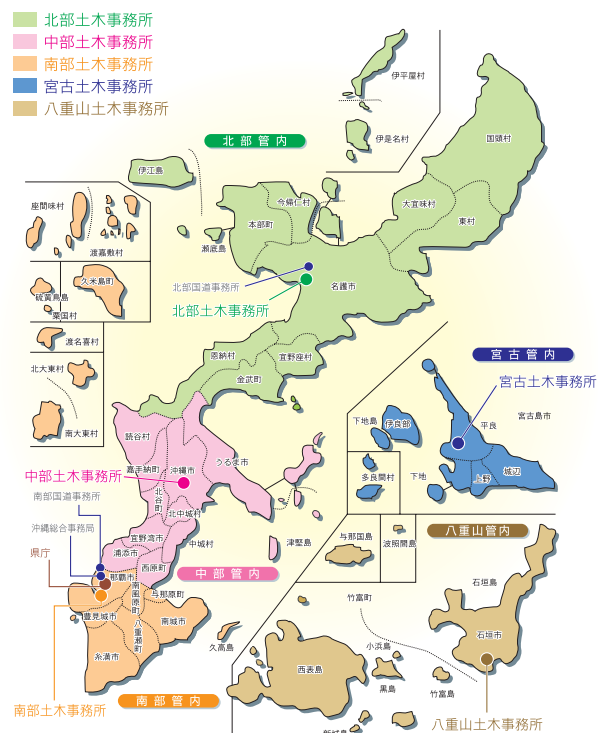 北部土木事務所
中部土木事務所
南部土木事務所
宮古土木事務所
八重山土木事務所
伊平屋村
伊是名村
国頭村
北部管内
伊江島
今帰仁村
大宜味村
東村
本部町
瀬底島
座間味村
渡嘉敷村
久米島町
硫黄鳥島
粟国村
北部国道事務所
名護市
北部土木事務所
渡名喜村
北大東村
南大東村
恩納村
宜野座村
金武町
宮古管内
宮古土木事務所
宮古島市
下地島
伊良部
平良
読谷村
うるま市
嘉手納町
沖縄市
中部土木事務所
北谷町
北中城村
多良間村
下地
上野
城辺
南部国道事務所
沖縄総合事務局
県庁
宜野湾市
中城村
浦添市
西原町
津堅島
中部管内
与那国島
波照間島
八重山管内
那覇市
南風原町
与那原町
豊見城市
八重瀬町
南城市
糸満市
久高島
竹富町
石垣島
石垣市
小浜島
西表島
黒島
竹富島
南部管内
南部土木事務所
八重山土木事務所